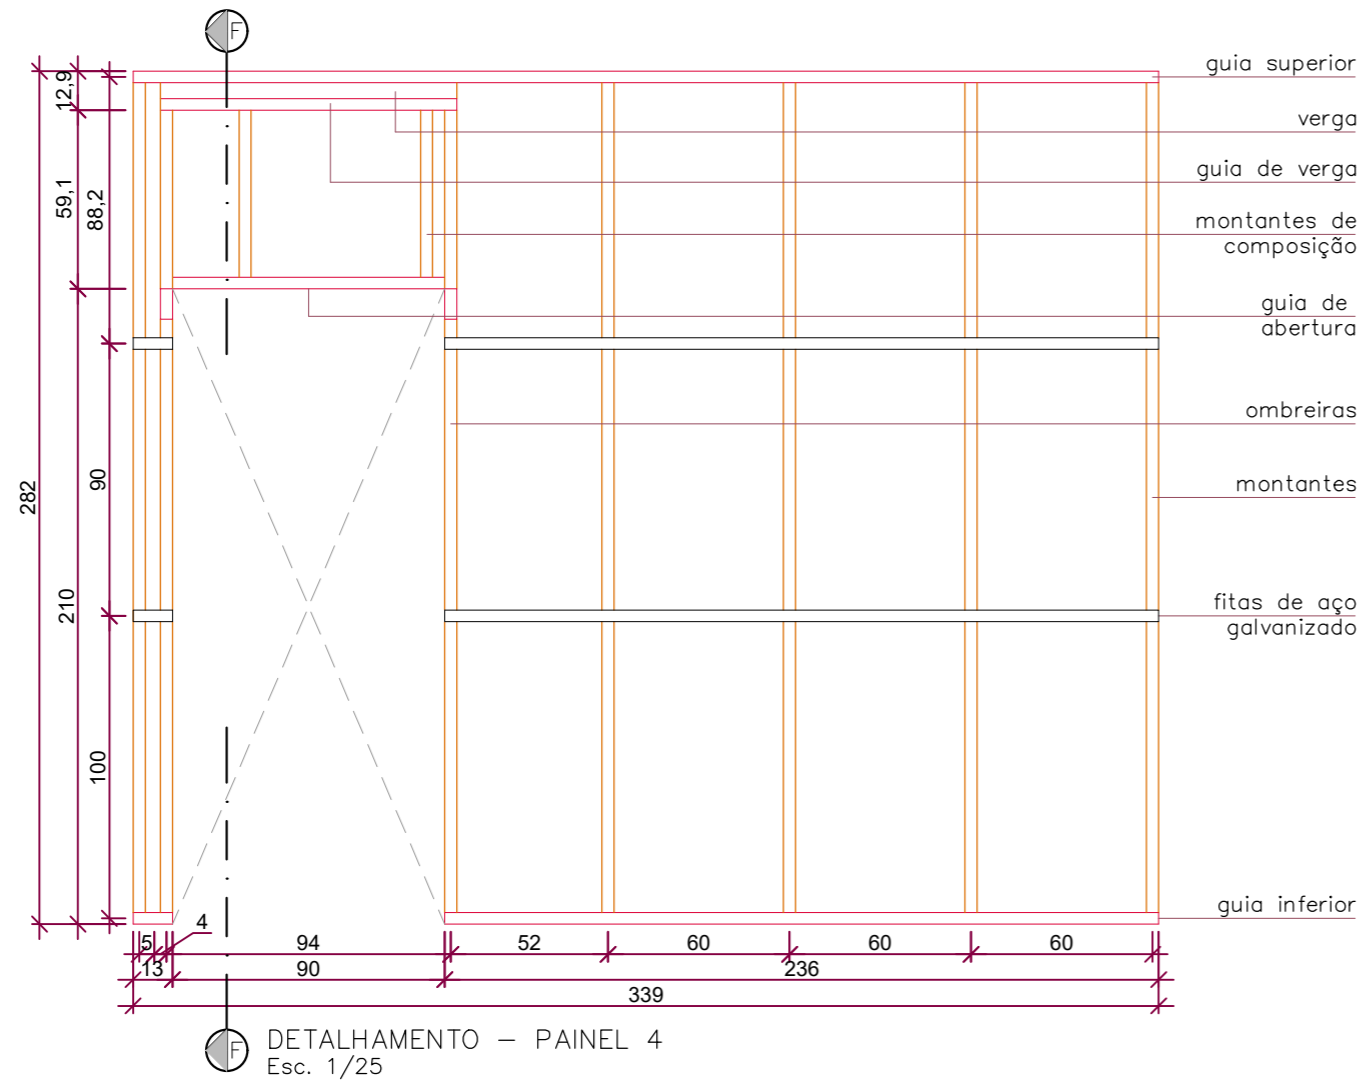 F
guia superior
verga
guia de verga
montantes de
composição
guia de
abertura
ombreiras
montantes
fitas de aço
galvanizado
guia inferior
12,9
59,1
88,2
90
282
210
100
5
4
94
52
60
60
60
13
90
236
339
F
DETALHAMENTO – PAINEL 4
Esc. 1/25